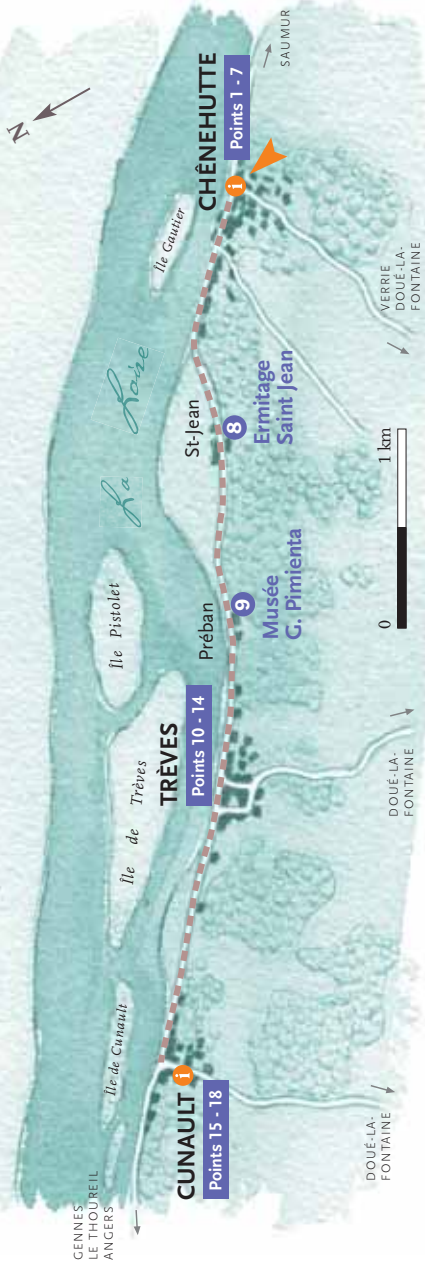 N
SAUMUR
CHÊNEHUTTE
Points 1 - 7
i
Île Gautier
VERRIE
DOUÉ-LA-
FONTAINE
La Loire
St-Jean
8
Ermitage
Saint Jean
1 km
0
Île Pistolet
Préban
9
Musée
G. Pimienta
Île de Trèves
TRÈVES
Points 10 - 14
DOUÉ-LA-
FONTAINE
Île de Cunault
i
CUNAULT
Points 15 - 18
DOUÉ-LA-
FONTAINE
GENNES
LE THOUREIL
ANGERS